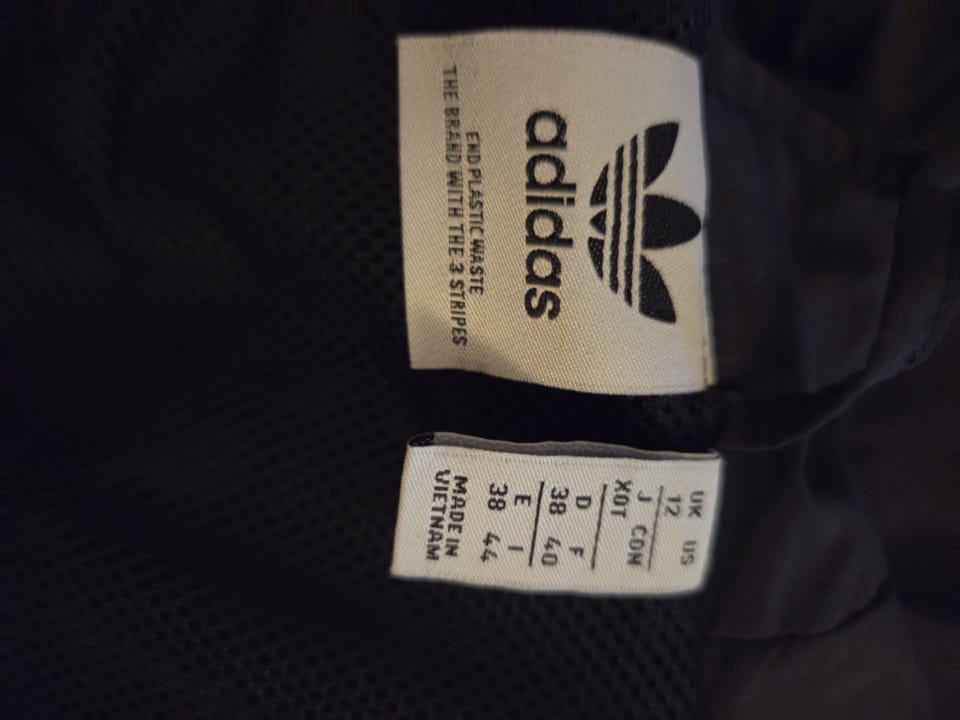 adidas
END PLASTIC WASTE
THE BRAND WITH THE 3 STRIPES
UK US
12
J CDN
XOT
D F
38 40
E I
38 44
MADE IN
VIETNAM